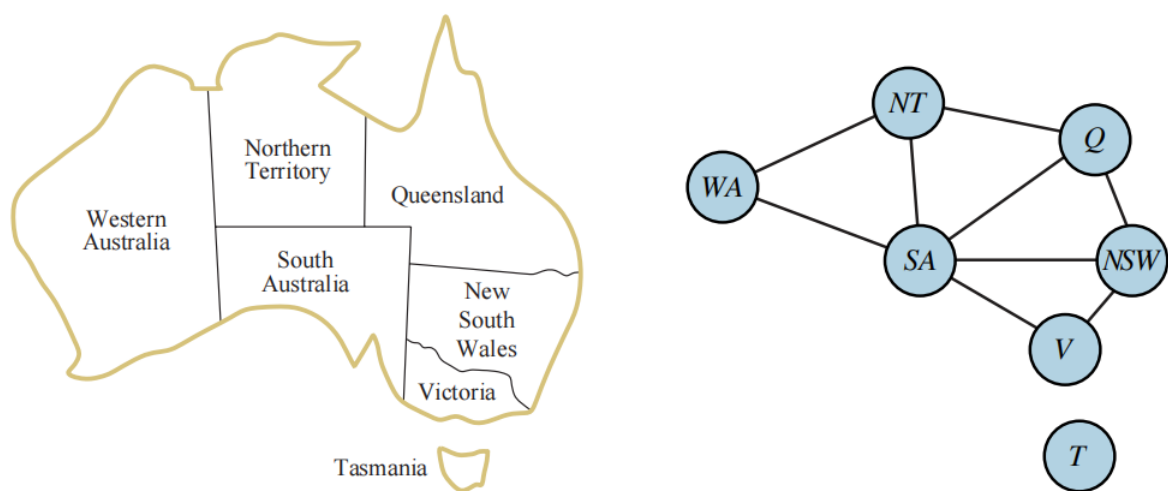 Northern
Territory
Western
Australia
Queensland
South
Australia
New
South
Wales
Victoria
Tasmania
NT
Q
WA
SA
NSW
V
T